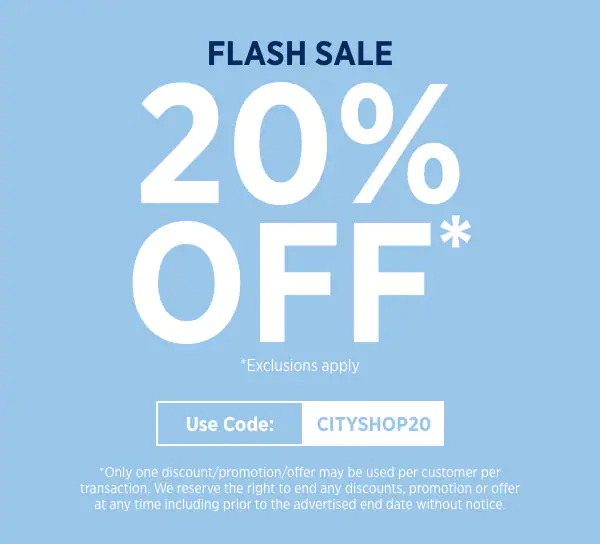 FLASH SALE
20%
OFF*
*Exclusions apply
Use Code: CITYSHOP20
*Only one discount/promotion/offer may be used per customer per
transaction. We reserve the right to end any discounts, promotion or offer
at any time including prior to the advertised end date without notice.